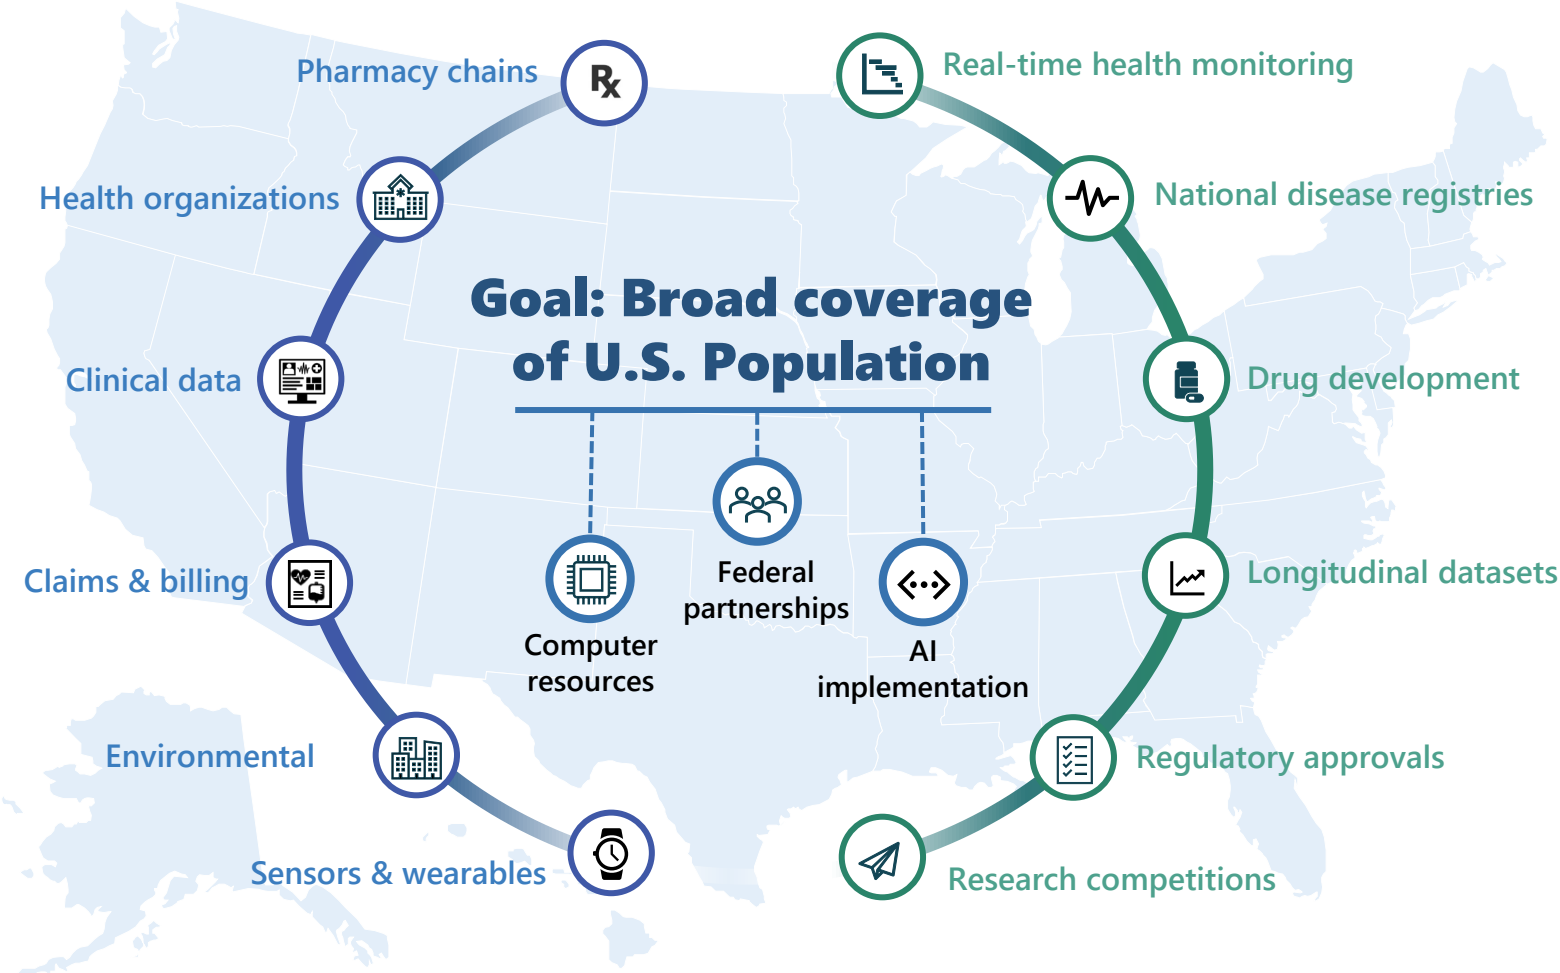 Pharmacy chains
Health organizations
Clinical data
Claims & billing
Environmental
Sensors & wearables
Goal: Broad coverage
of U.S. Population
Computer
resources
Federal
partnerships
AI
implementation
Real-time health monitoring
National disease registries
Drug development
Longitudinal datasets
Regulatory approvals
Research competitions
Rx